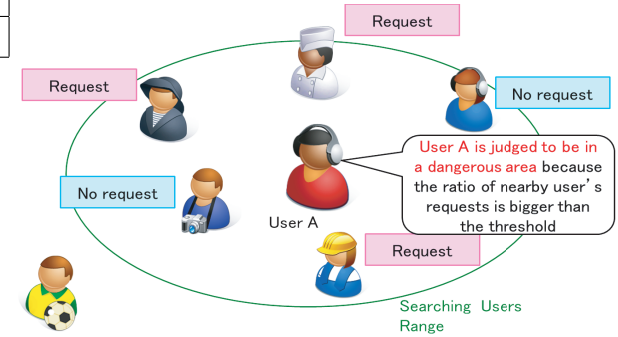 Request
Request
No request
User A is judged to be in
a dangerous area because
the ratio of nearby user's
requests is bigger than
the threshold
No request
User A
Request
Searching Users
Range